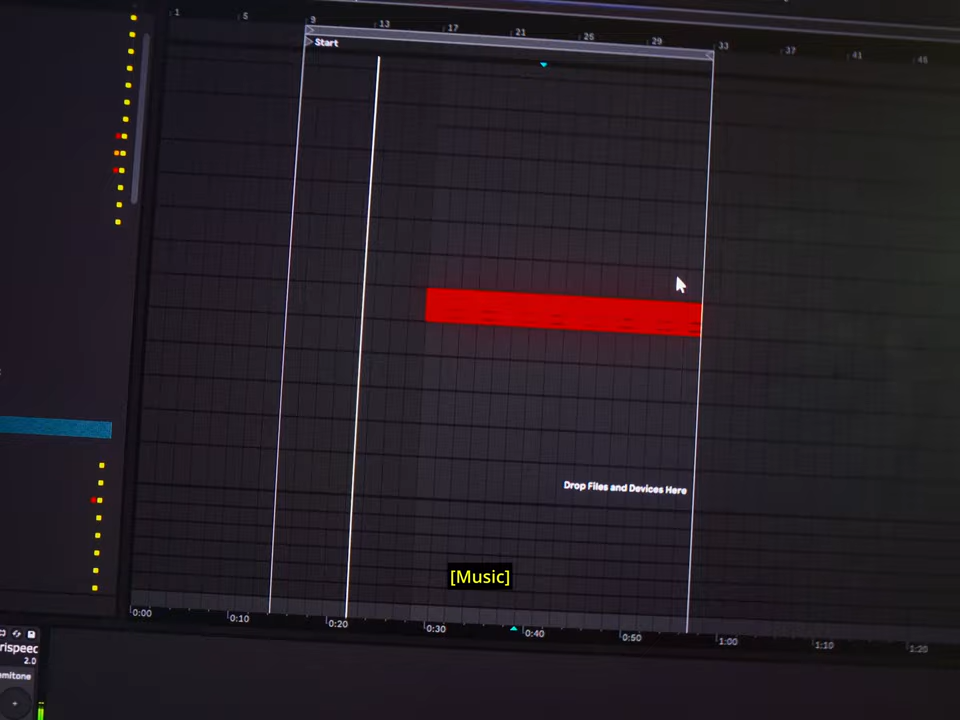 1 5 9 13 17 21 25 29 33 37 41 45
Start
Drop Files and Devices Here
[Music]
0:00 0:10 0:20 0:30 0:40 0:50 1:00 1:10 1:20
rispeed
2.0
mitone